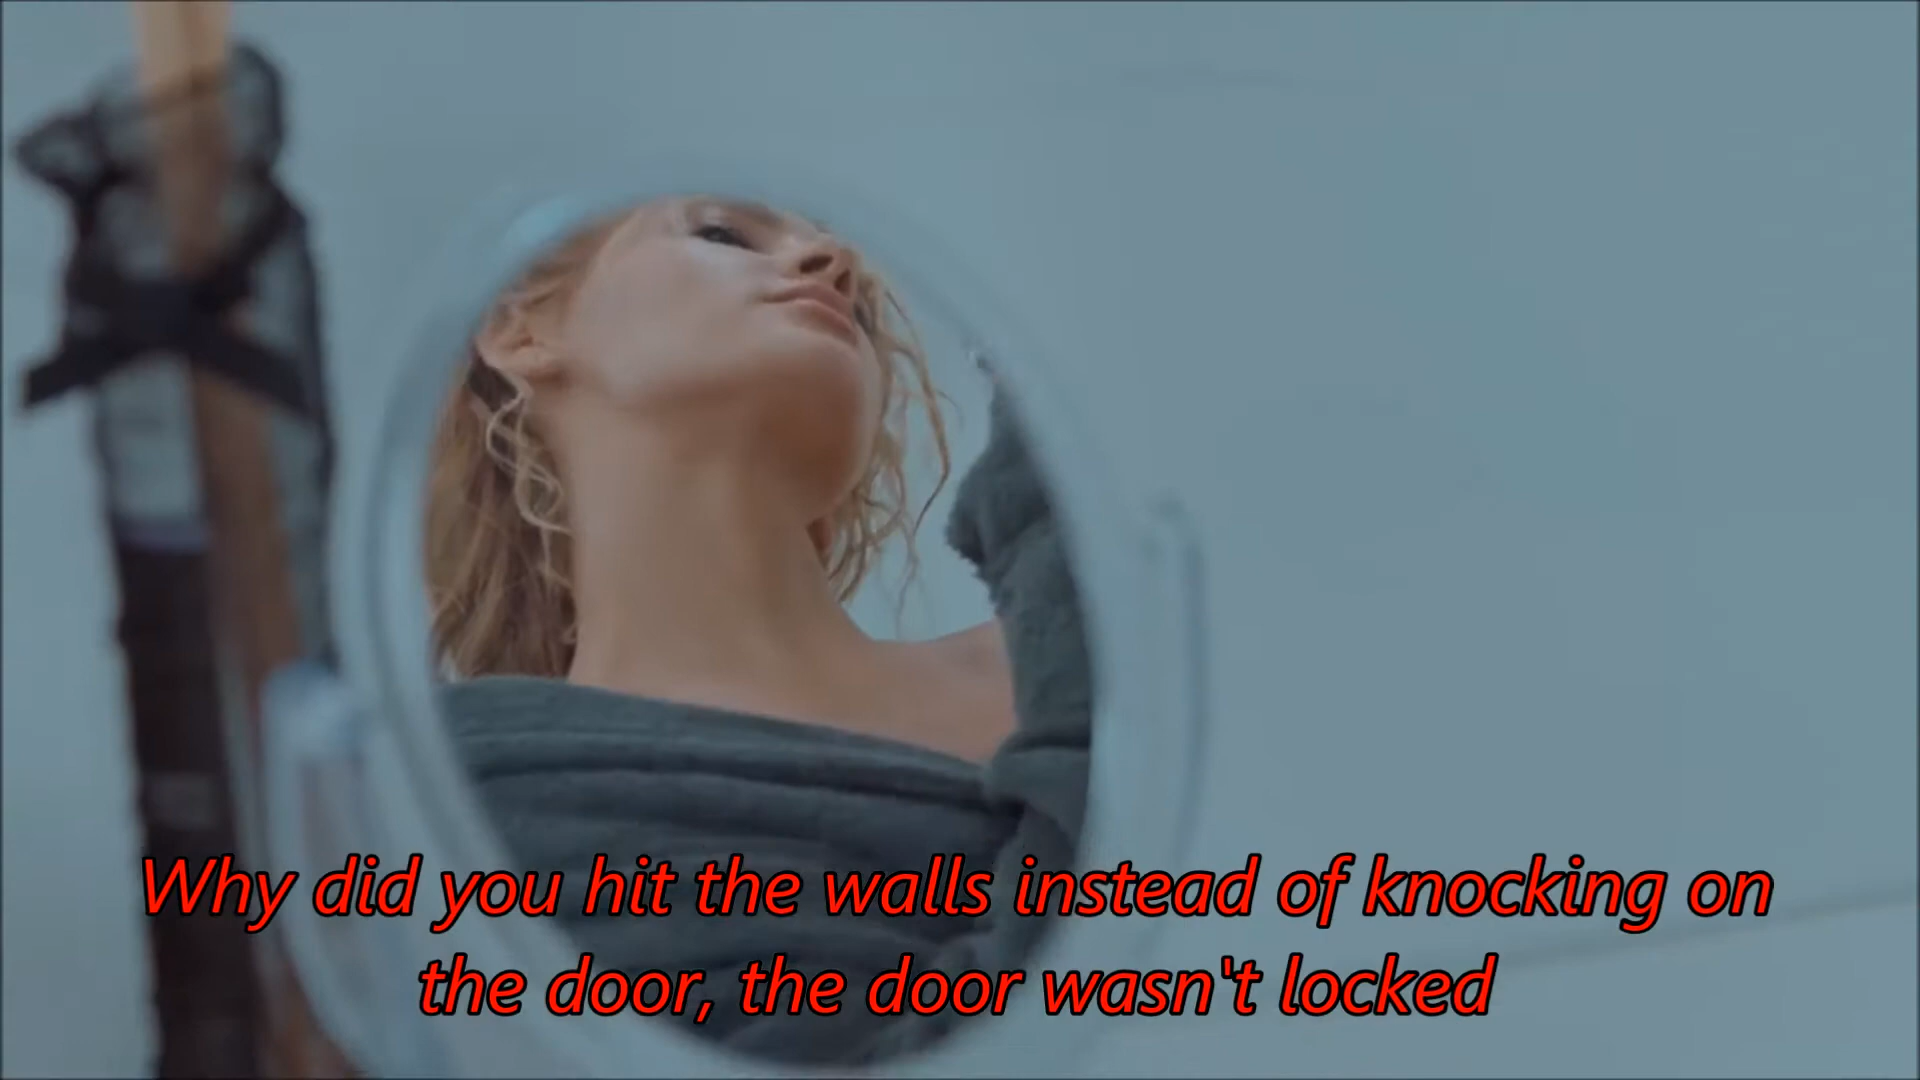 Why did you hit the walls instead of knocking on
the door, the door wasn't locked